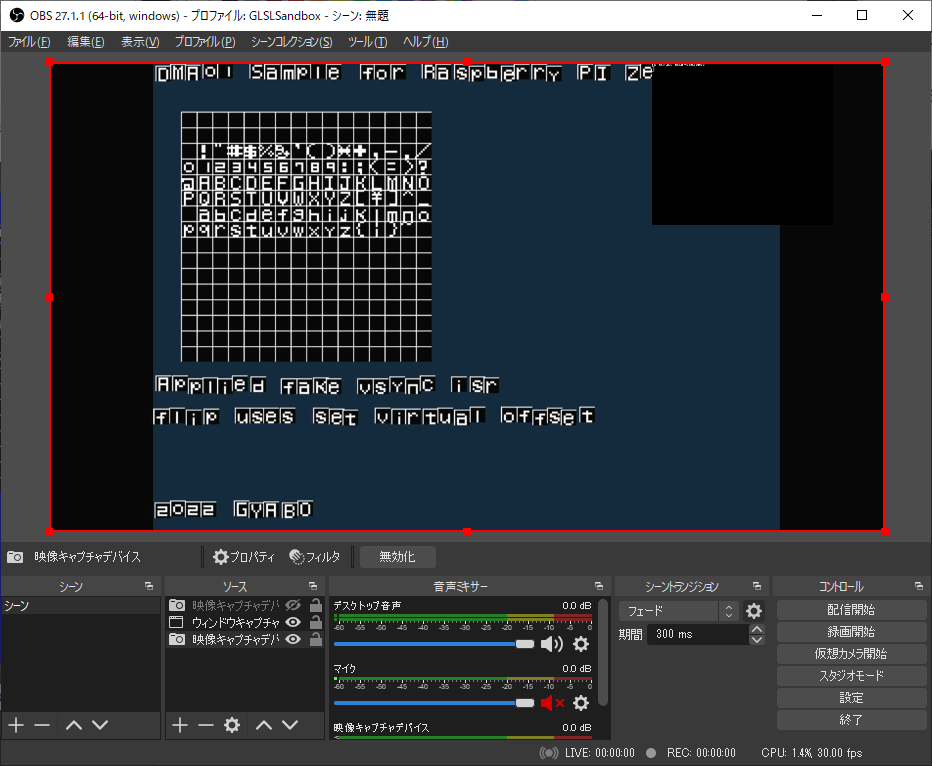 OBS 27.1.1 (64-bit, windows) - プロファイル: GLSLSandbox - シーン: 無題
ファイル(F) 編集(E) 表示(V) プロファイル(P) シーンコレクション(S) ツール(T) ヘルプ(H)
DMAol Sample for Raspberry PI Ze
!"#$%&'()*+,-./
0123456789:;<=>?
@ABCDEFGHIJKLMNO
PQRSTUVWXYZ[¥]^_
abcdefghijklmno
pqrstuvwxyz{|}~
Applied fake vsync isr
flip uses set virtual offset
2022 GYABO
映像キャプチャデバイス プロパティ フィルタ 無効化
シーン ソース 音声ミキサー シーントランジション コントロール
シーン
映像キャプチャデバ
ウィンドウキャプチャ
映像キャプチャデバ
デスクトップ音声 0.0 dB
-60 -55 -50 -45 -40 -35 -30 -25 -20 -15 -10 -5 0
マイク 0.0 dB
-60 -55 -50 -45 -40 -35 -30 -25 -20 -15 -10 -5 0
映像キャプチャデバイス 0.0 dB
フェード
期間 300 ms
配信開始
録画開始
仮想カメラ開始
スタジオモード
設定
終了
LIVE: 00:00:00 REC: 00:00:00 CPU: 1.4%, 30.00 fps